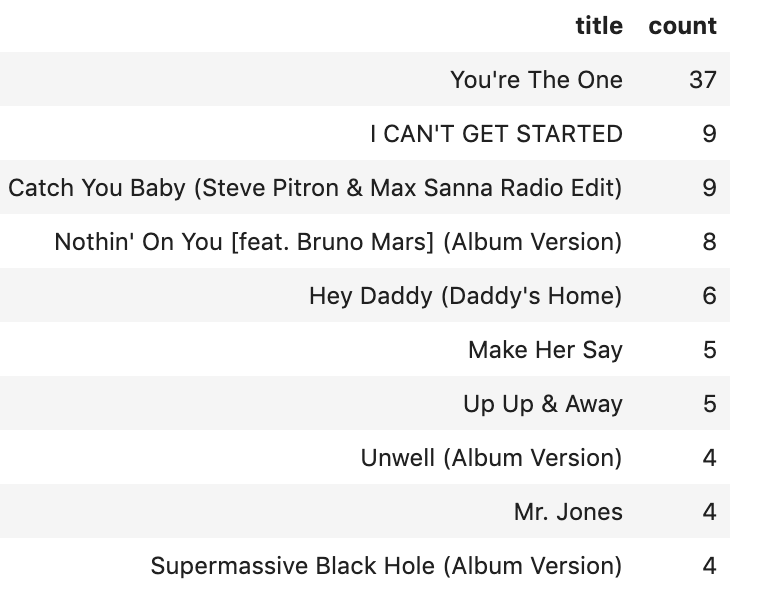 title count
You're The One 37
I CAN'T GET STARTED 9
Catch You Baby (Steve Pitron & Max Sanna Radio Edit) 9
Nothin' On You [feat. Bruno Mars] (Album Version) 8
Hey Daddy (Daddy's Home) 6
Make Her Say 5
Up Up & Away 5
Unwell (Album Version) 4
Mr. Jones 4
Supermassive Black Hole (Album Version) 4